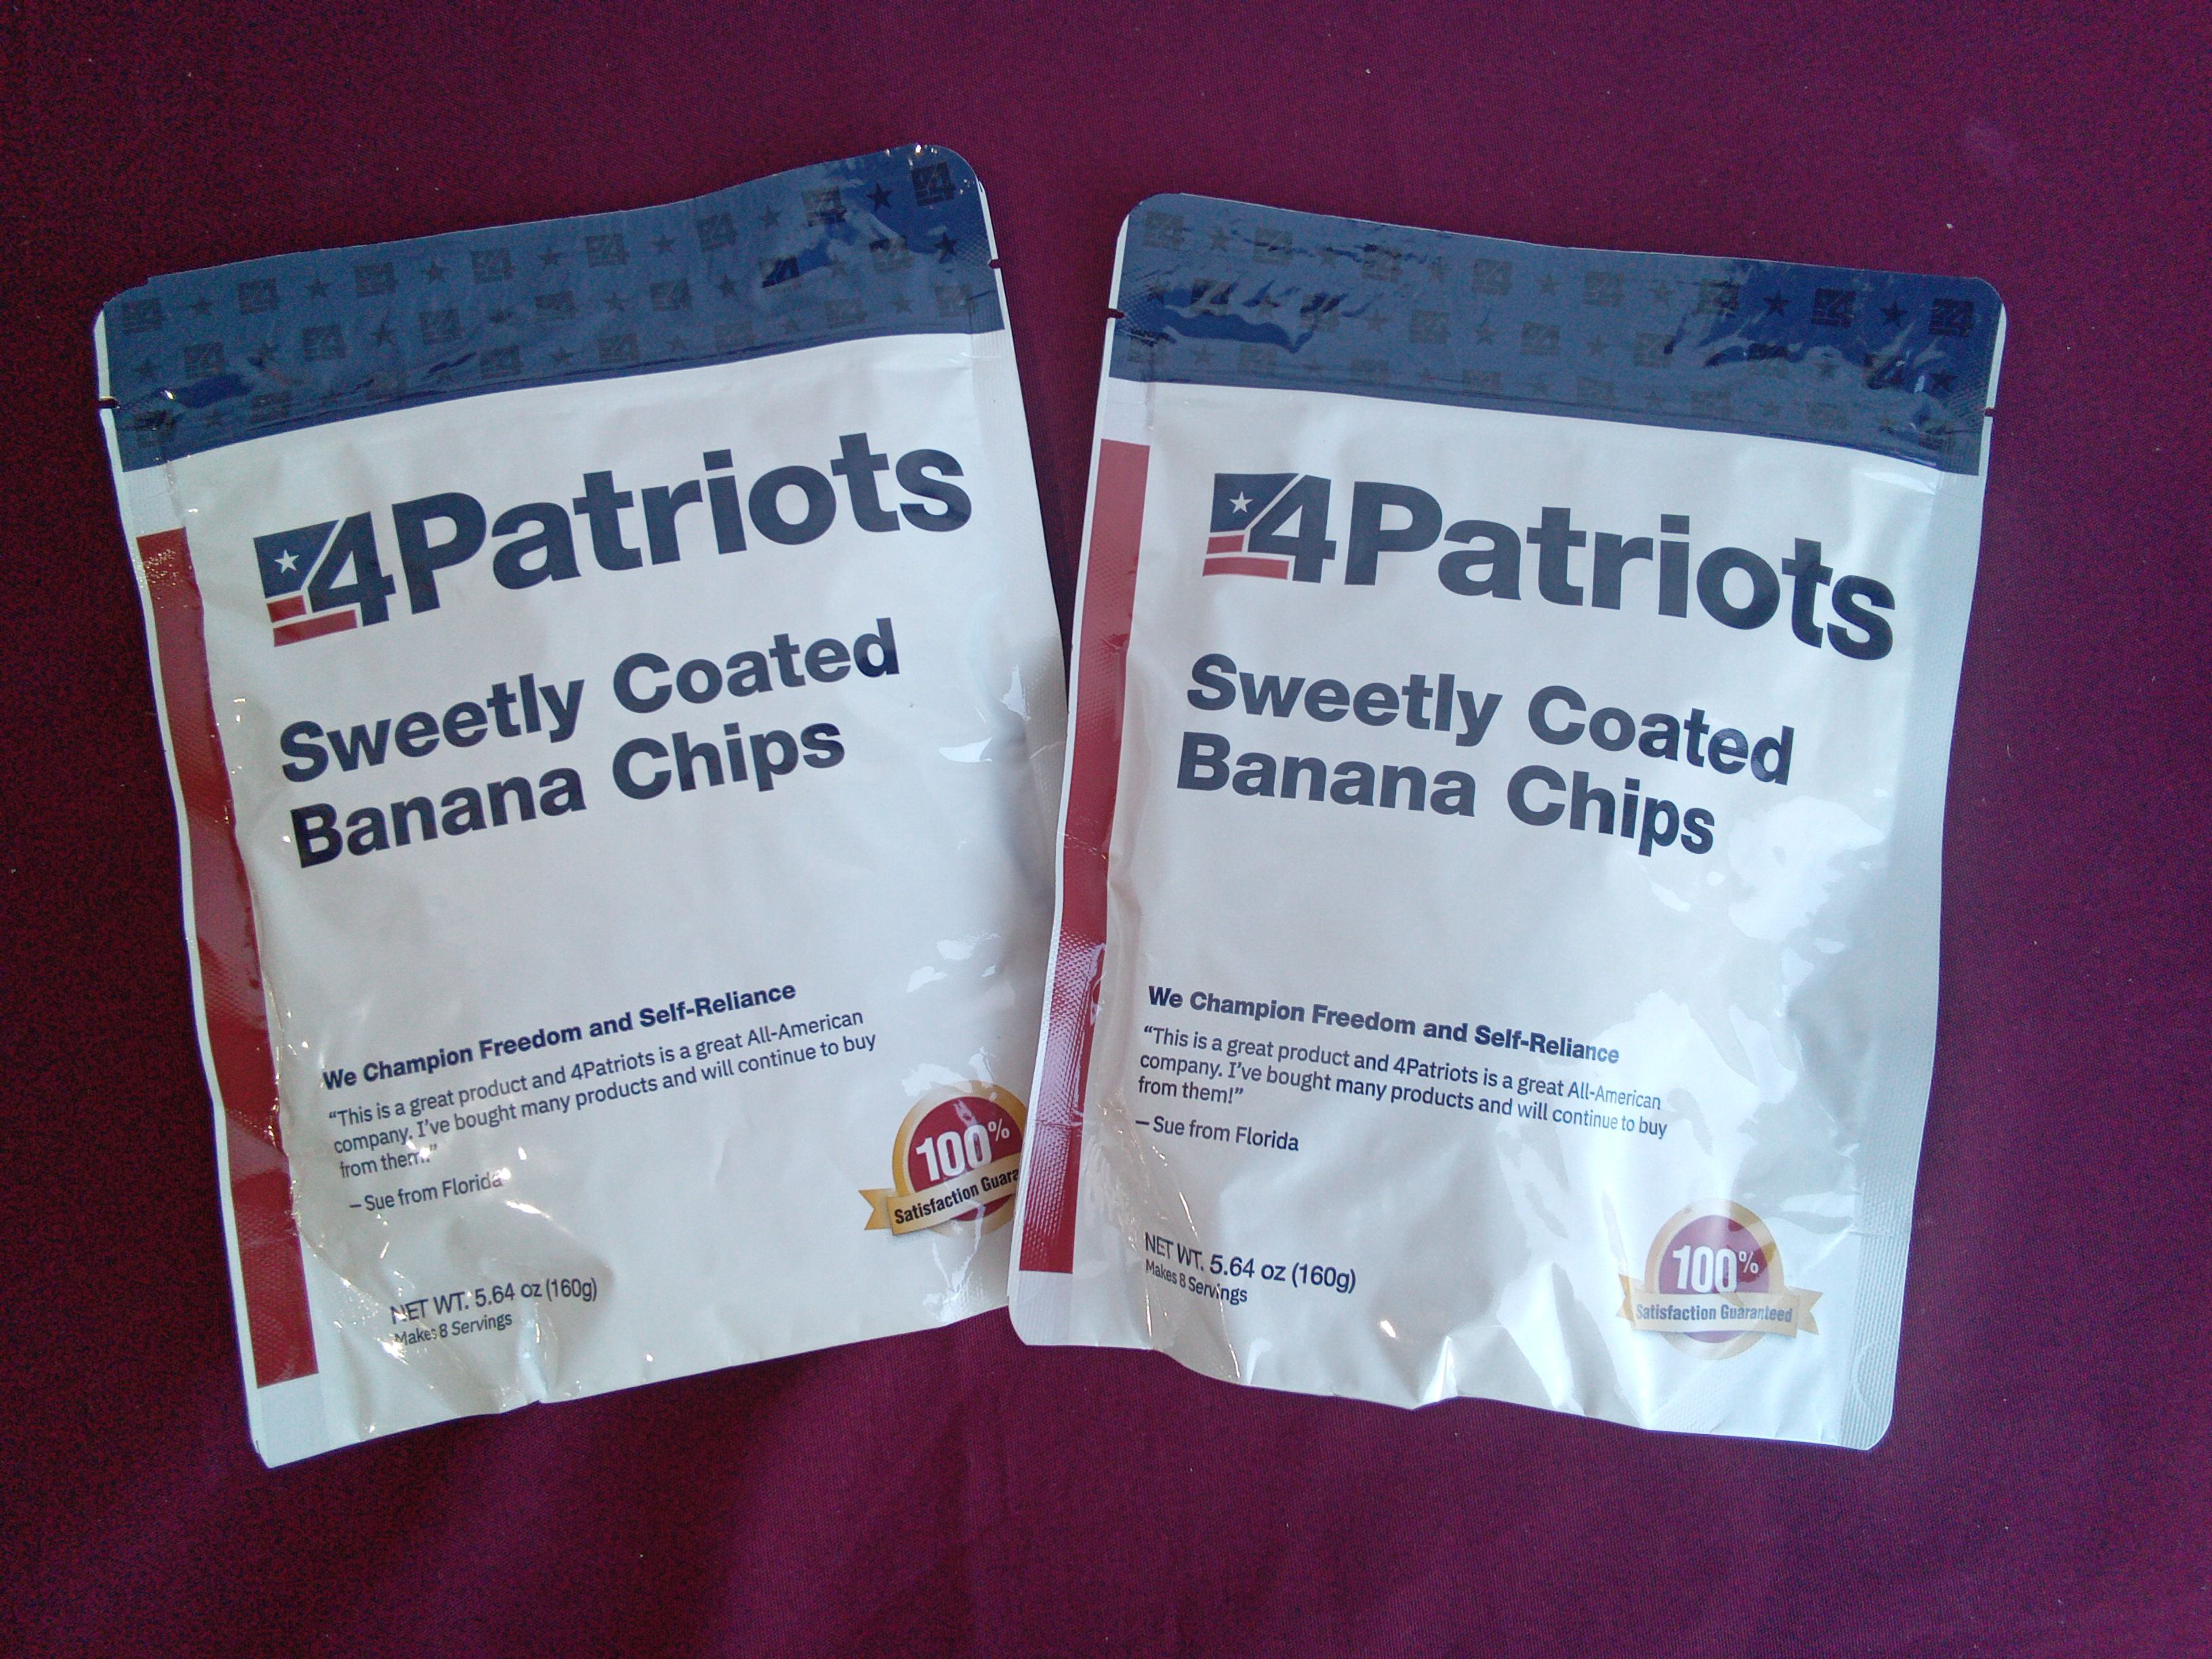 4Patriots
Sweetly Coated
Banana Chips
We Champion Freedom and Self-Reliance
“This is a great product and 4Patriots is a great All-American
company. I’ve bought many products and will continue to buy
from them!”
– Sue from Florida
NET WT. 5.64 oz (160g)
Makes 8 Servings
100%
Satisfaction Guara
4Patriots
Sweetly Coated
Banana Chips
We Champion Freedom and Self-Reliance
“This is a great product and 4Patriots is a great All-American
company. I’ve bought many products and will continue to buy
from them!”
– Sue from Florida
NET WT. 5.64 oz (160g)
Makes 8 Servings
100%
Satisfaction Guaranteed